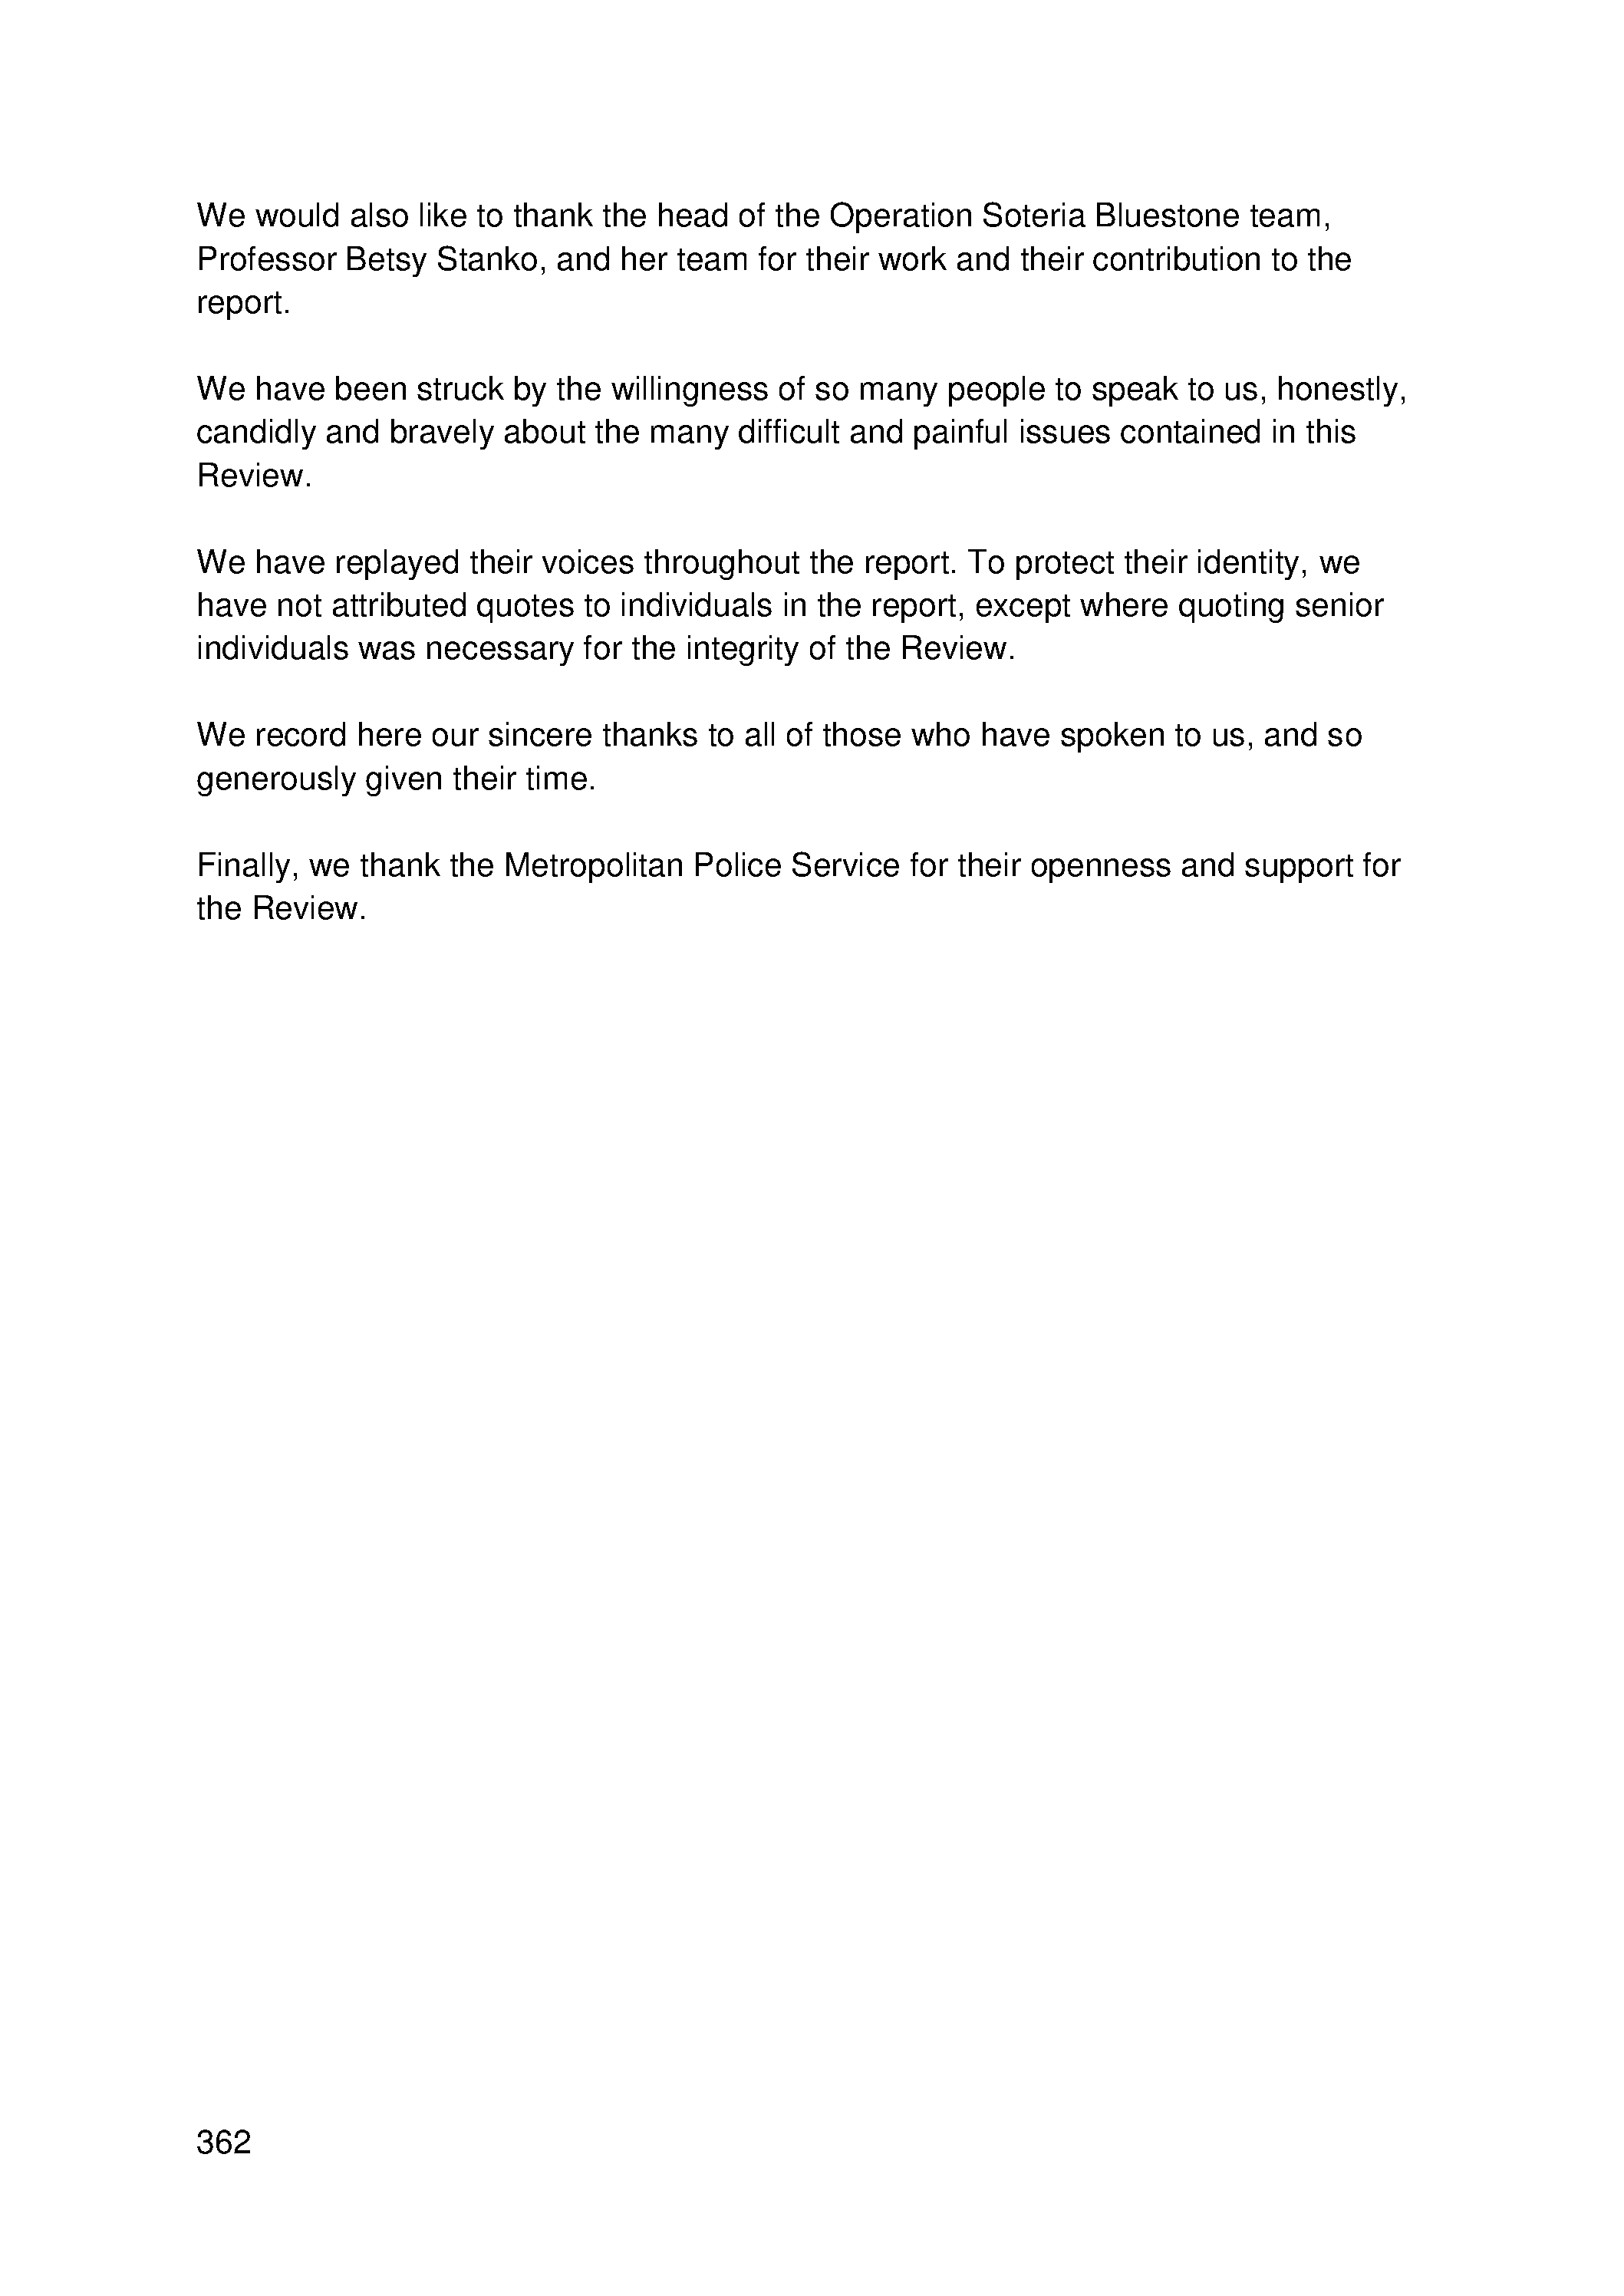 We would also like to thank the head of the Operation Soteria Bluestone team,
Professor Betsy Stanko, and her team for their work and their contribution to the
report.
We have been struck by the willingness of so many people to speak to us, honestly,
candidly and bravely about the many difficult and painful issues contained in this
Review.
We have replayed their voices throughout the report. To protect their identity, we
have not attributed quotes to individuals in the report, except where quoting senior
individuals was necessary for the integrity of the Review.
We record here our sincere thanks to all of those who have spoken to us, and so
generously given their time.
Finally, we thank the Metropolitan Police Service for their openness and support for
the Review.
362